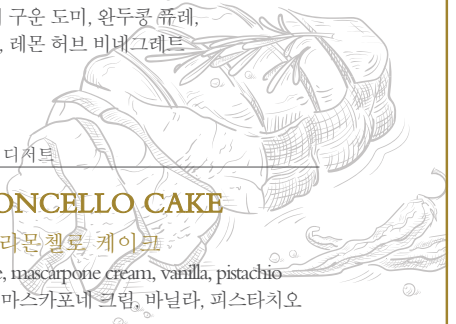 구운 도미, 완두콩 퓨레,
, 레몬 허브 비네그레트
디저트
ONCELLO CAKE
리몬첼로 케이크
e, mascarpone cream, vanilla, pistachio
마스카포네 크림, 바닐라, 피스타치오